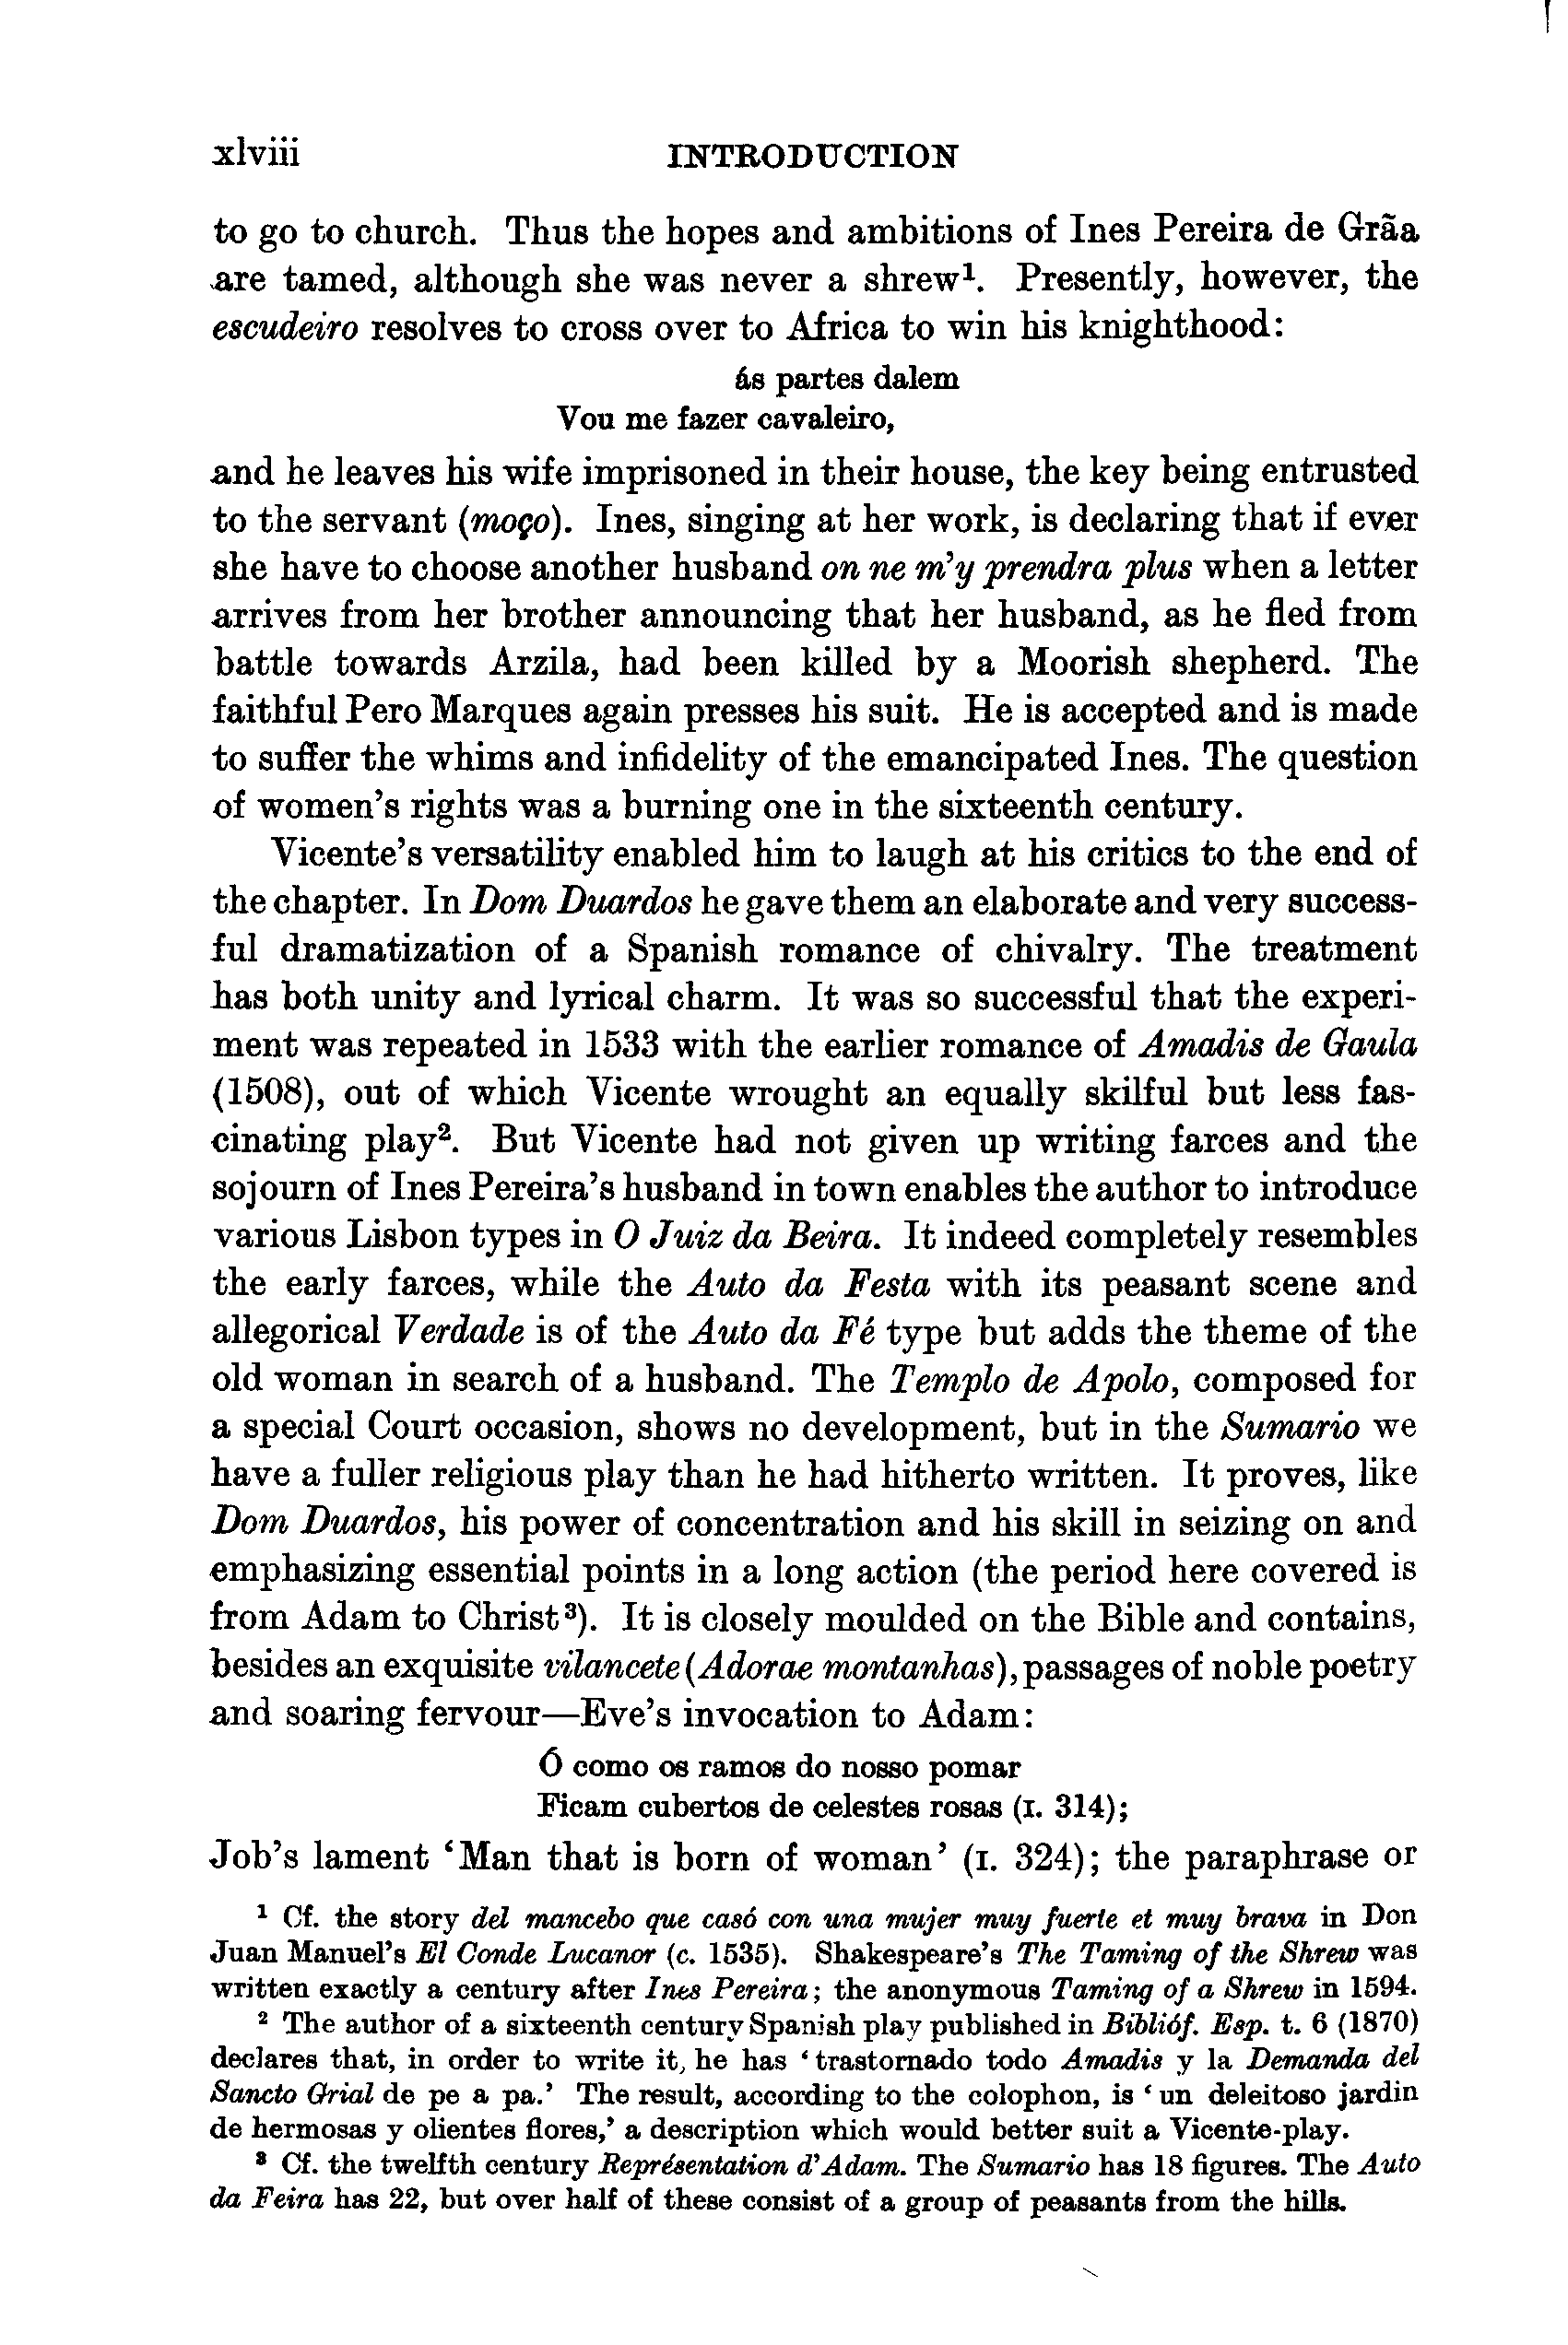 xlviii INTRODUCTION
to go to church. Thus the hopes and ambitions of Ines Pereira de Grãa
are tamed, although she was never a shrew¹. Presently, however, the
escudeiro resolves to cross over to Africa to win his knighthood:
ás partes dalem
Vou me fazer cavaleiro,
and he leaves his wife imprisoned in their house, the key being entrusted
to the servant (moço). Ines, singing at her work, is declaring that if ever
she have to choose another husband on ne m'y prendra plus when a letter
arrives from her brother announcing that her husband, as he fled from
battle towards Arzila, had been killed by a Moorish shepherd. The
faithful Pero Marques again presses his suit. He is accepted and is made
to suffer the whims and infidelity of the emancipated Ines. The question
of women's rights was a burning one in the sixteenth century.
Vicente's versatility enabled him to laugh at his critics to the end of
the chapter. In Dom Duardos he gave them an elaborate and very success-
ful dramatization of a Spanish romance of chivalry. The treatment
has both unity and lyrical charm. It was so successful that the experi-
ment was repeated in 1533 with the earlier romance of Amadis de Gaula
(1508), out of which Vicente wrought an equally skilful but less fas-
cinating play². But Vicente had not given up writing farces and the
sojourn of Ines Pereira's husband in town enables the author to introduce
various Lisbon types in O Juiz da Beira. It indeed completely resembles
the early farces, while the Auto da Festa with its peasant scene and
allegorical Verdade is of the Auto da Fé type but adds the theme of the
old woman in search of a husband. The Templo de Apolo, composed for
a special Court occasion, shows no development, but in the Sumario we
have a fuller religious play than he had hitherto written. It proves, like
Dom Duardos, his power of concentration and his skill in seizing on and
emphasizing essential points in a long action (the period here covered is
from Adam to Christ³). It is closely moulded on the Bible and contains,
besides an exquisite vilancete (Adorae montanhas), passages of noble poetry
and soaring fervour—Eve's invocation to Adam:
Ó como os ramos do nosso pomar
Ficam cubertos de celestes rosas (I. 314);
Job's lament 'Man that is born of woman' (I. 324); the paraphrase or
¹ Cf. the story del mancebo que casó con una mujer muy fuerte et muy brava in Don
Juan Manuel's El Conde Lucanor (c. 1535). Shakespeare's The Taming of the Shrew was
written exactly a century after Ines Pereira; the anonymous Taming of a Shrew in 1594.
² The author of a sixteenth century Spanish play published in Biblióf. Esp. t. 6 (1870)
declares that, in order to write it, he has 'trastornado todo Amadis y la Demanda del
Sancto Grial de pe a pa.' The result, according to the colophon, is 'un deleitoso jardin
de hermosas y olientes flores,' a description which would better suit a Vicente-play.
³ Cf. the twelfth century Représentation d'Adam. The Sumario has 18 figures. The Auto
da Feira has 22, but over half of these consist of a group of peasants from the hills.